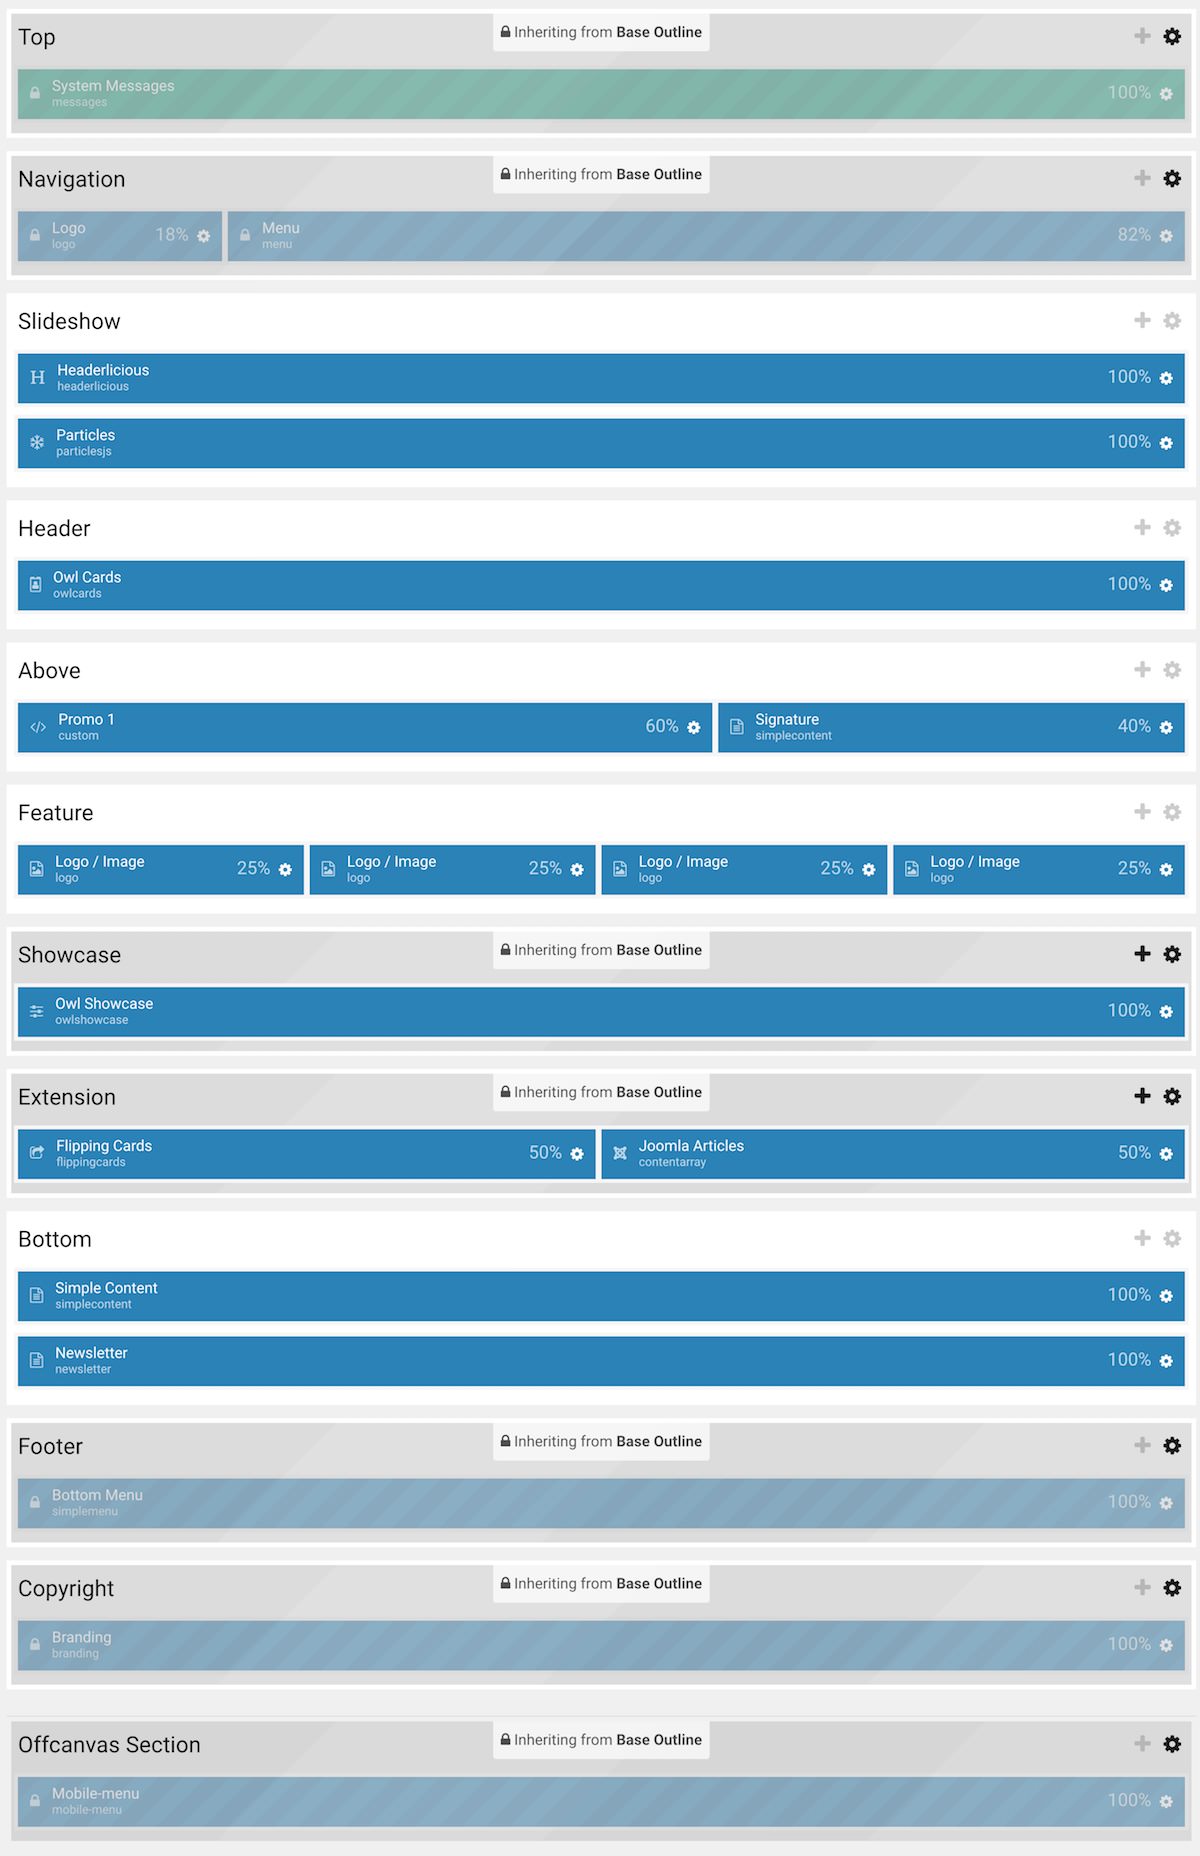 Top
Inheriting from Base Outline
System Messages
messages
100%
Navigation
Inheriting from Base Outline
Logo
logo
18%
Menu
menu
82%
Slideshow
Headerlicious
headerlicious
100%
Particles
particlesjs
100%
Header
Owl Cards
owlcards
100%
Above
Promo 1
custom
60%
Signature
simplecontent
40%
Feature
Logo / Image
logo
25%
Logo / Image
logo
25%
Logo / Image
logo
25%
Logo / Image
logo
25%
Showcase
Inheriting from Base Outline
Owl Showcase
owlshowcase
100%
Extension
Inheriting from Base Outline
Flipping Cards
flippingcards
50%
Joomla Articles
contentarray
50%
Bottom
Simple Content
simplecontent
100%
Newsletter
newsletter
100%
Footer
Inheriting from Base Outline
Bottom Menu
simplemenu
100%
Copyright
Inheriting from Base Outline
Branding
branding
100%
Offcanvas Section
Inheriting from Base Outline
Mobile-menu
mobile-menu
100%